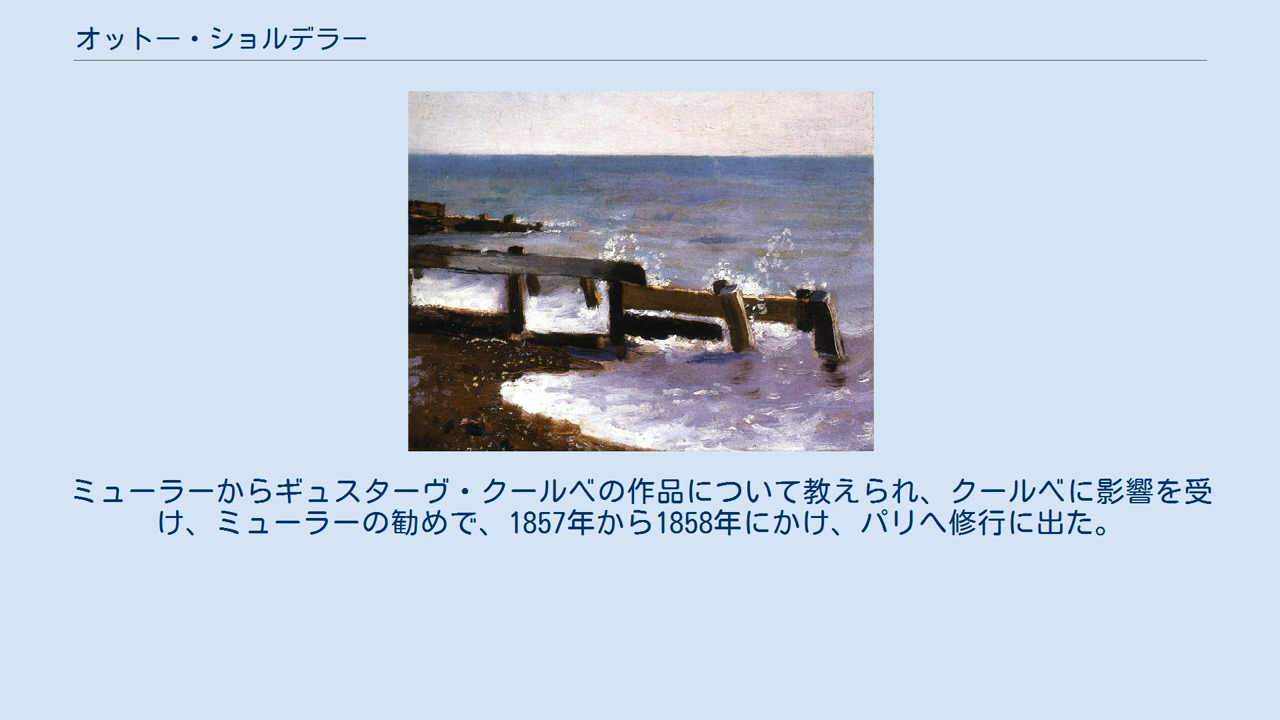 オットー・ショルデラー
ミューラーからギュスターヴ・クールベの作品について教えられ、クールベに影響を受
け、ミューラーの勧めで、1857年から1858年にかけ、パリへ修行に出た。